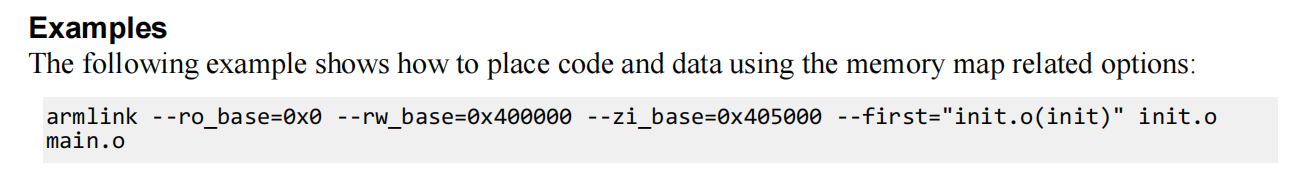 Examples
The following example shows how to place code and data using the memory map related options:
armlink --ro_base=0x0 --rw_base=0x400000 --zi_base=0x405000 --first="init.o(init)" init.o
main.o